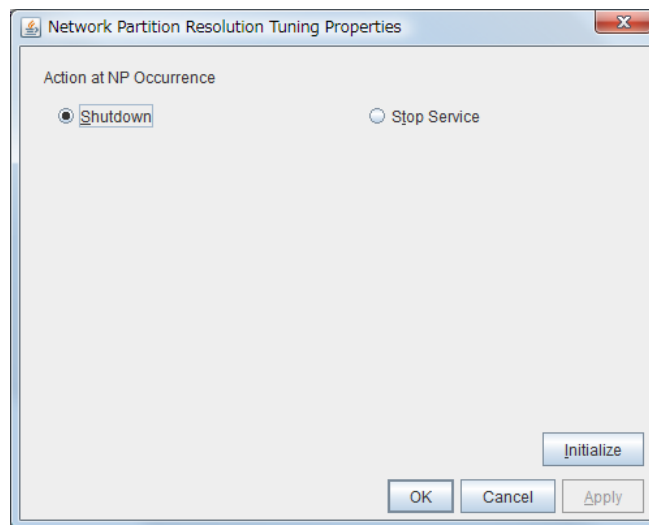 Network Partition Resolution Tuning Properties
Action at NP Occurrence
Shutdown Stop Service
Initialize
OK Cancel Apply